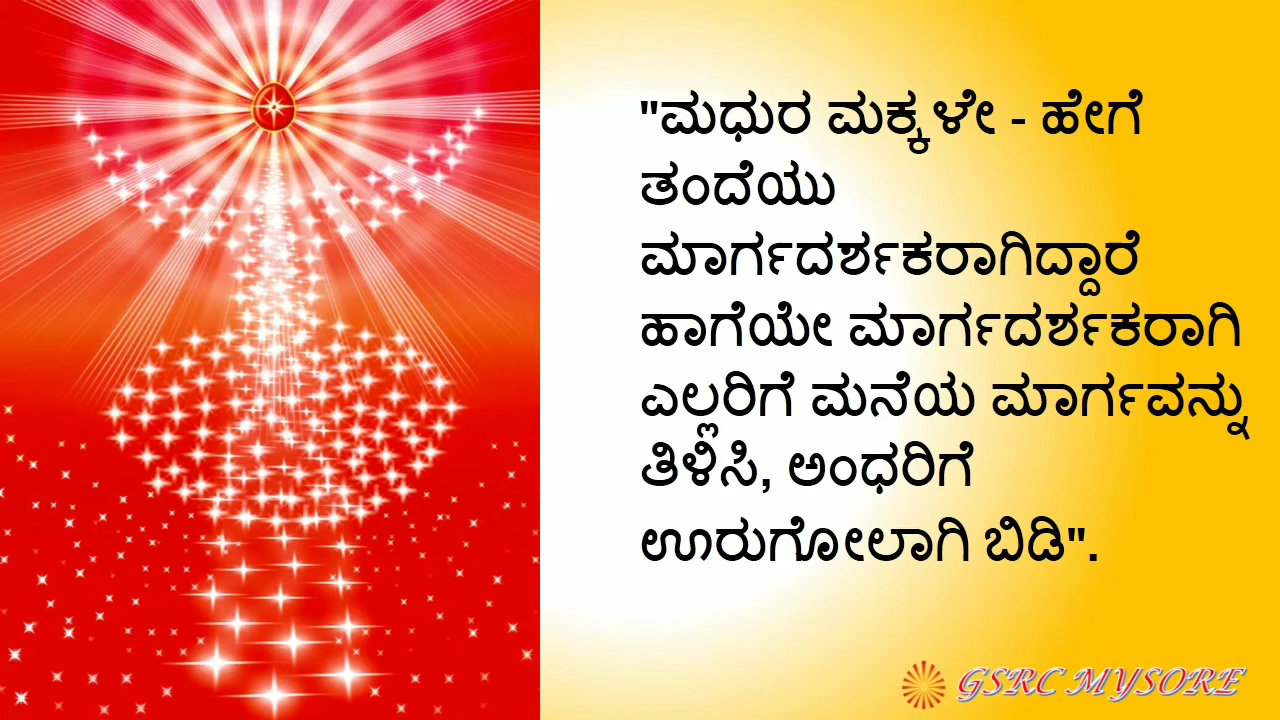 "ಮಧುರ ಮಕ್ಕಳೇ - ಹೇಗೆ
ತಂದೆಯು
ಮಾರ್ಗದರ್ಶಕರಾಗಿದ್ದಾರೆ
ಹಾಗೆಯೇ ಮಾರ್ಗದರ್ಶಕರಾಗಿ
ಎಲ್ಲರಿಗೆ ಮನೆಯ ಮಾರ್ಗವನ್ನು
ತಿಳಿಸಿ, ಅಂಧರಿಗೆ
ಊರುಗೋಲಾಗಿ ಬಿಡಿ".
GSRC MYSORE